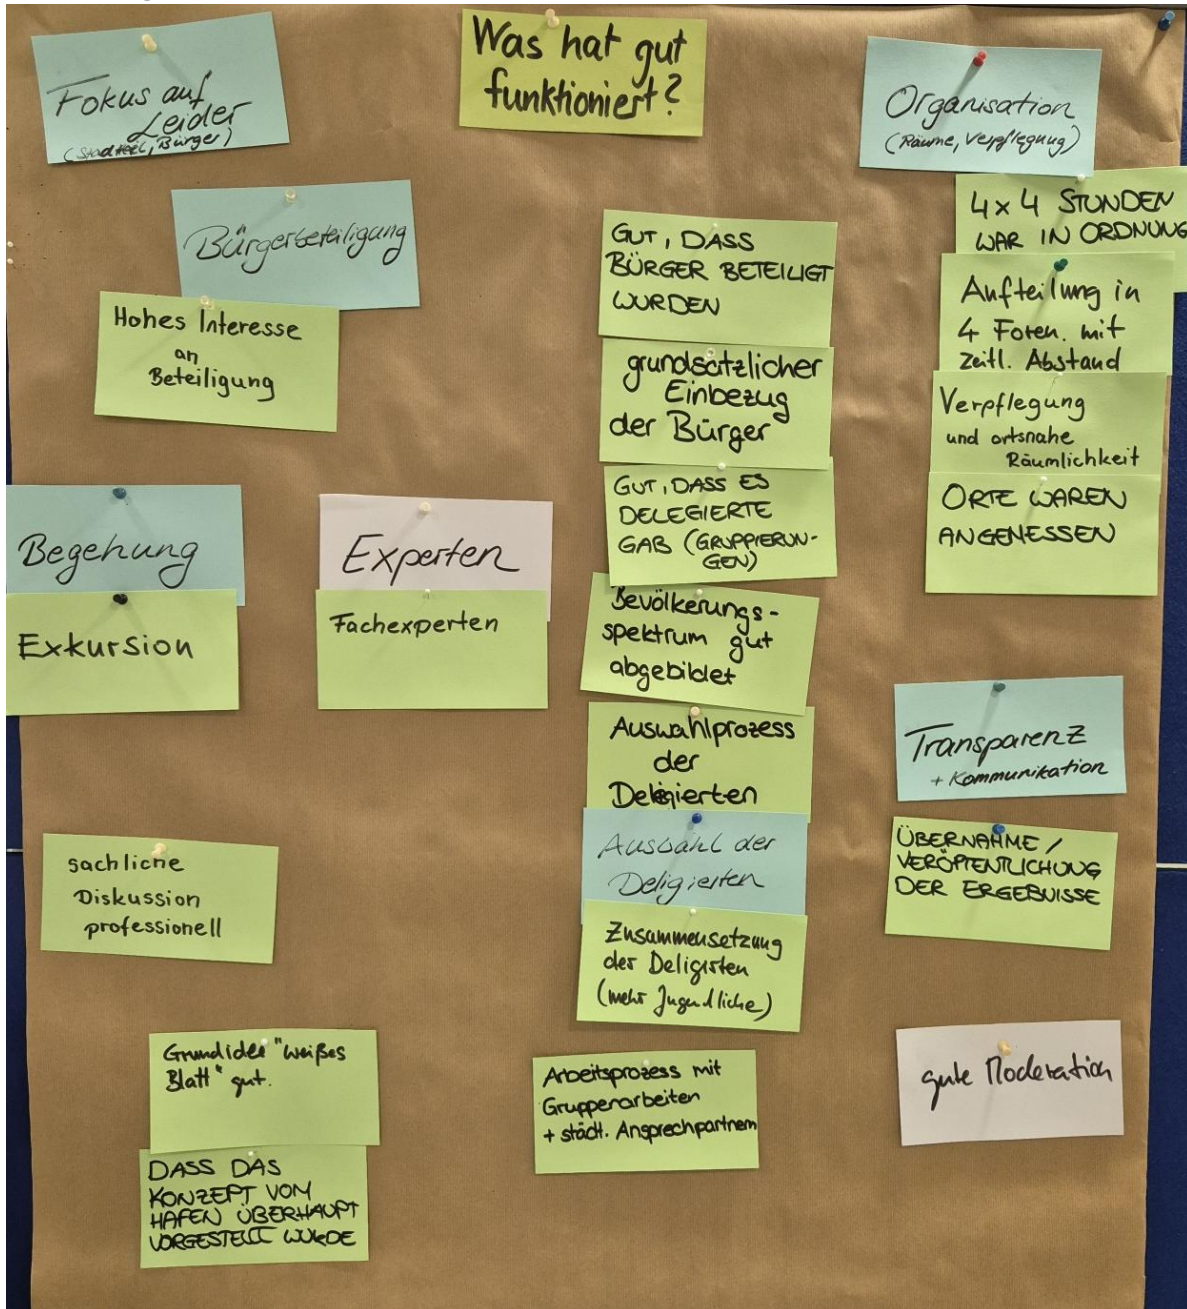 Was hat gut
funktioniert?
Fokus auf
Leider
(Stadtteil, Bürger)
Bürgerbeteiligung
Hohes Interesse
an
Beteiligung
Begehung
Exkursion
Experten
Fachexperten
sachliche
Diskussion
professionell
Grundidee "weißes
Blatt" gut.
DASS DAS
KONZEPT VOM
HAFEN ÜBERHAUPT
VORGESTELLT WURDE
GUT, DASS
BÜRGER BETEILIGT
WURDEN
grundsätzlicher
Einbezug
der Bürger
GUT, DASS ES
DELEGIERTE
GAB (GRUPPIERUN-
GEN)
Bevölkerungs-
spektrum gut
abgebildet
Auswahlprozess
der
Delegierten
Auswahl der
Deligierten
Zusammensetzung
der Deligirten
(mehr Jugendliche)
Arbeitsprozess mit
Gruppenarbeiten
+ städt. Ansprechpartnern
Organisation
(Räume, Verpflegung)
4x4 STUNDEN
WAR IN ORDNUNG
Aufteilung in
4 Foren. mit
zeitl. Abstand
Verpflegung
und ortsnahe
Räumlichkeit
ORTE WAREN
ANGEMESSEN
Transparenz
+ Kommunikation
ÜBERNAHME /
VERÖFFENTLICHUNG
DER ERGEBNISSE
gute Moderation